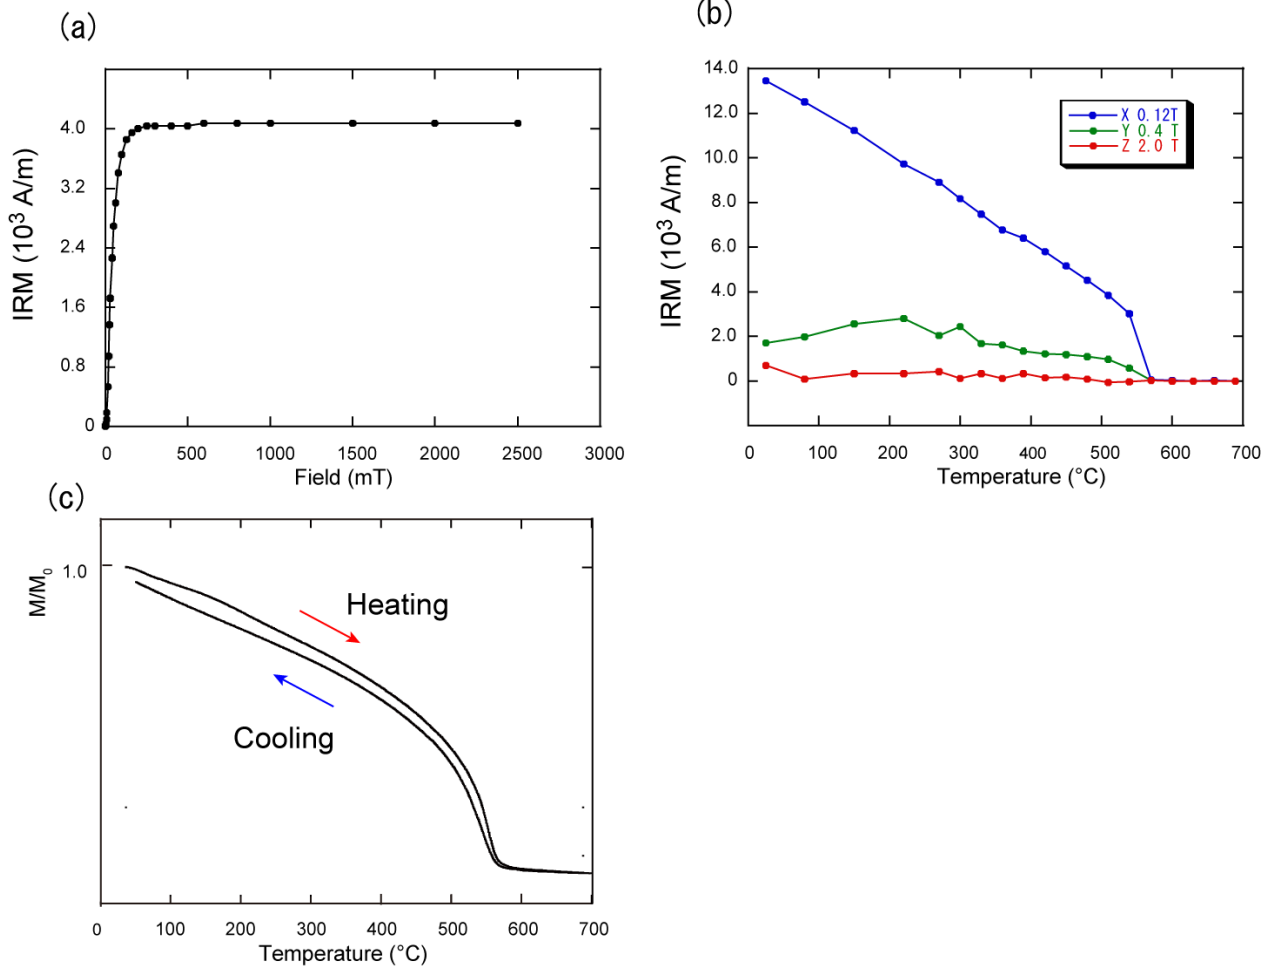 (a)
IRM (10³ A/m)
4.0
3.2
2.4
1.6
0.8
0
0 500 1000 1500 2000 2500 3000
Field (mT)
(b)
IRM (10³ A/m)
14.0
12.0
10.0
8.0
6.0
4.0
2.0
0
X 0.12T
Y 0.4 T
Z 2.0 T
0 100 200 300 400 500 600 700
Temperature (°C)
(c)
M/M₀
1.0
Heating
Cooling
0 100 200 300 400 500 600 700
Temperature (°C)